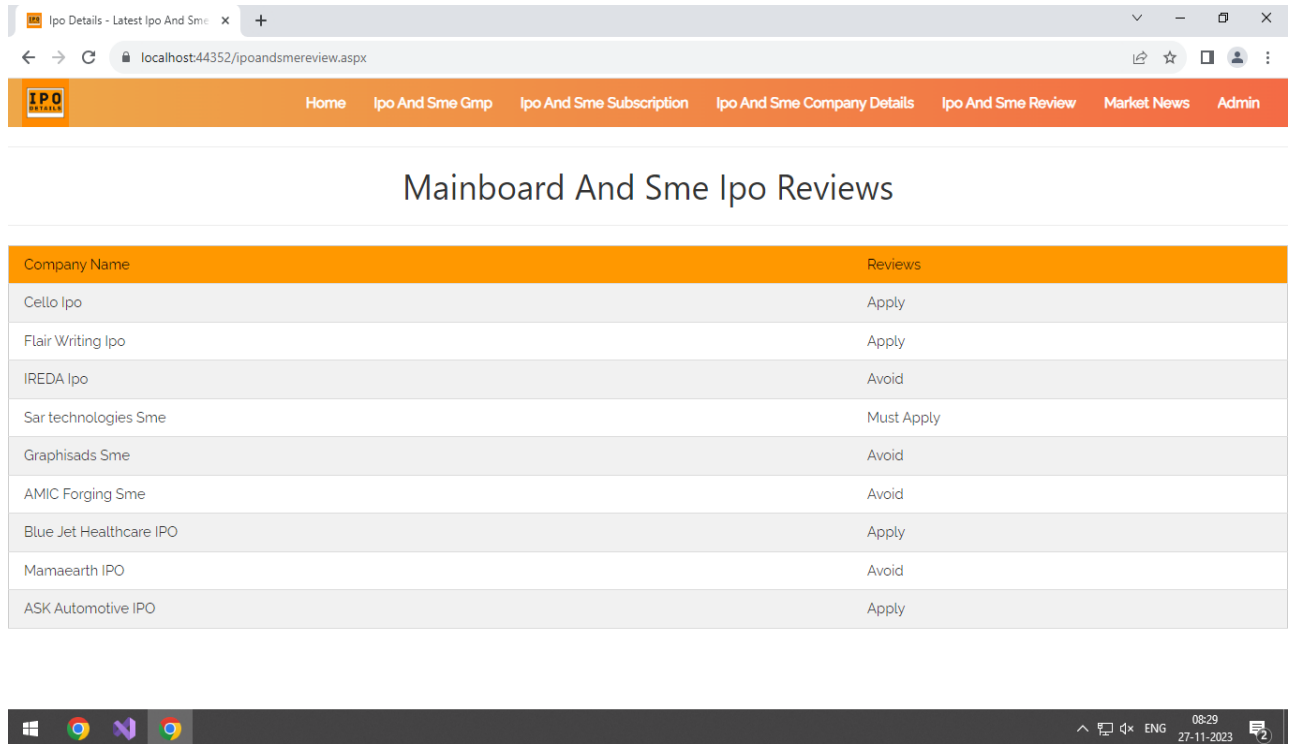 Ipo Details - Latest Ipo And Sme
localhost:44352/ipoandsmereview.aspx
IPO DETAILS
Home Ipo And Sme Gmp Ipo And Sme Subscription Ipo And Sme Company Details Ipo And Sme Review Market News Admin
Mainboard And Sme Ipo Reviews
Company Name Reviews
Cello Ipo Apply
Flair Writing Ipo Apply
IREDA Ipo Avoid
Sar technologies Sme Must Apply
Graphisads Sme Avoid
AMIC Forging Sme Avoid
Blue Jet Healthcare IPO Apply
Mamaearth IPO Avoid
ASK Automotive IPO Apply
ENG 08:29
27-11-2023 2